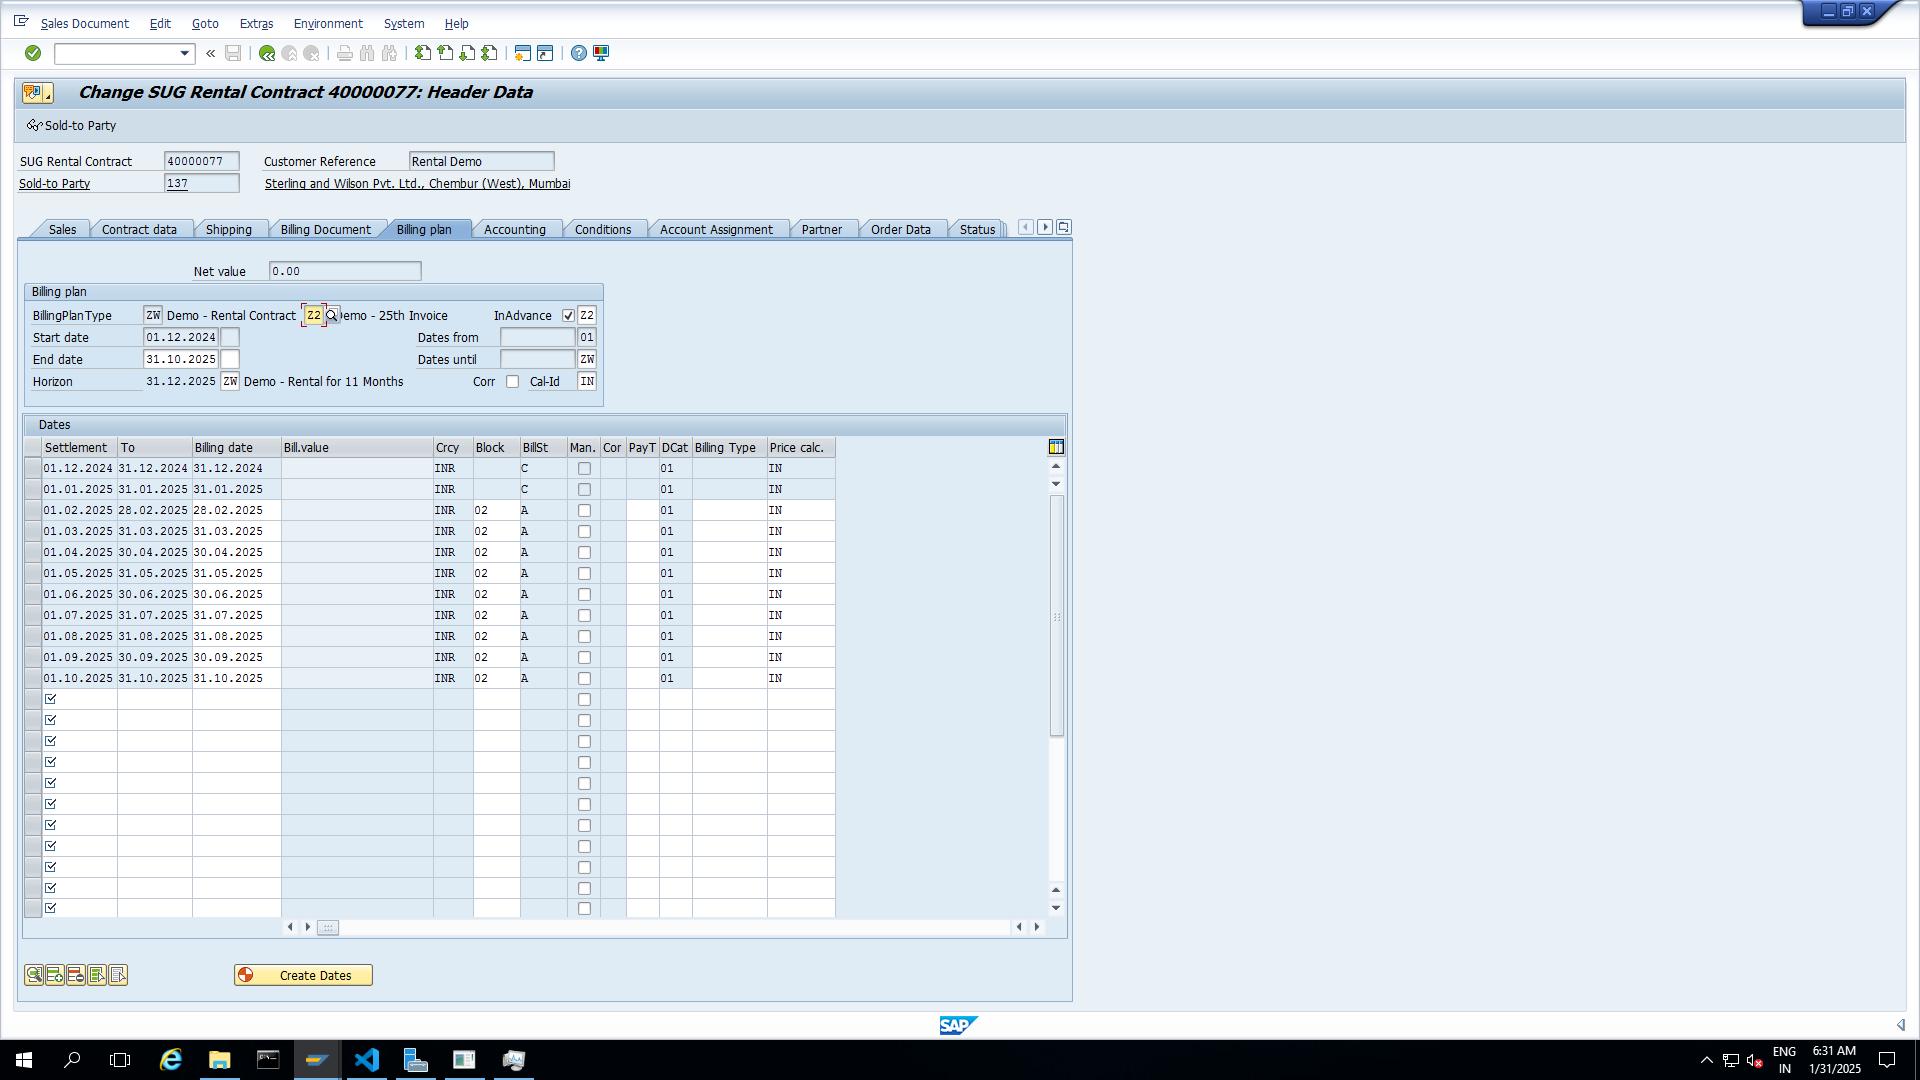 Sales Document Edit Goto Extras Environment System Help
Change SUG Rental Contract 40000077: Header Data
Sold-to Party
SUG Rental Contract 40000077 Customer Reference Rental Demo
Sold-to Party 137 Sterling and Wilson Pvt. Ltd., Chembur (West), Mumbai
Sales Contract data Shipping Billing Document Billing plan Accounting Conditions Account Assignment Partner Order Data Status
Net value 0.00
Billing plan
BillingPlanType ZW Demo - Rental Contract Z2 emo - 25th Invoice InAdvance Z2
Start date 01.12.2024 Dates from 01
End date 31.10.2025 Dates until ZW
Horizon 31.12.2025 ZW Demo - Rental for 11 Months Corr Cal-Id IN
Dates
Settlement To Billing date Bill.value Crcy Block BillSt Man. Cor PayT DCat Billing Type Price calc.
01.12.2024 31.12.2024 31.12.2024 INR C 01 IN
01.01.2025 31.01.2025 31.01.2025 INR C 01 IN
01.02.2025 28.02.2025 28.02.2025 INR 02 A 01 IN
01.03.2025 31.03.2025 31.03.2025 INR 02 A 01 IN
01.04.2025 30.04.2025 30.04.2025 INR 02 A 01 IN
01.05.2025 31.05.2025 31.05.2025 INR 02 A 01 IN
01.06.2025 30.06.2025 30.06.2025 INR 02 A 01 IN
01.07.2025 31.07.2025 31.07.2025 INR 02 A 01 IN
01.08.2025 31.08.2025 31.08.2025 INR 02 A 01 IN
01.09.2025 30.09.2025 30.09.2025 INR 02 A 01 IN
01.10.2025 31.10.2025 31.10.2025 INR 02 A 01 IN
Create Dates
SAP
ENG 6:31 AM
IN 1/31/2025